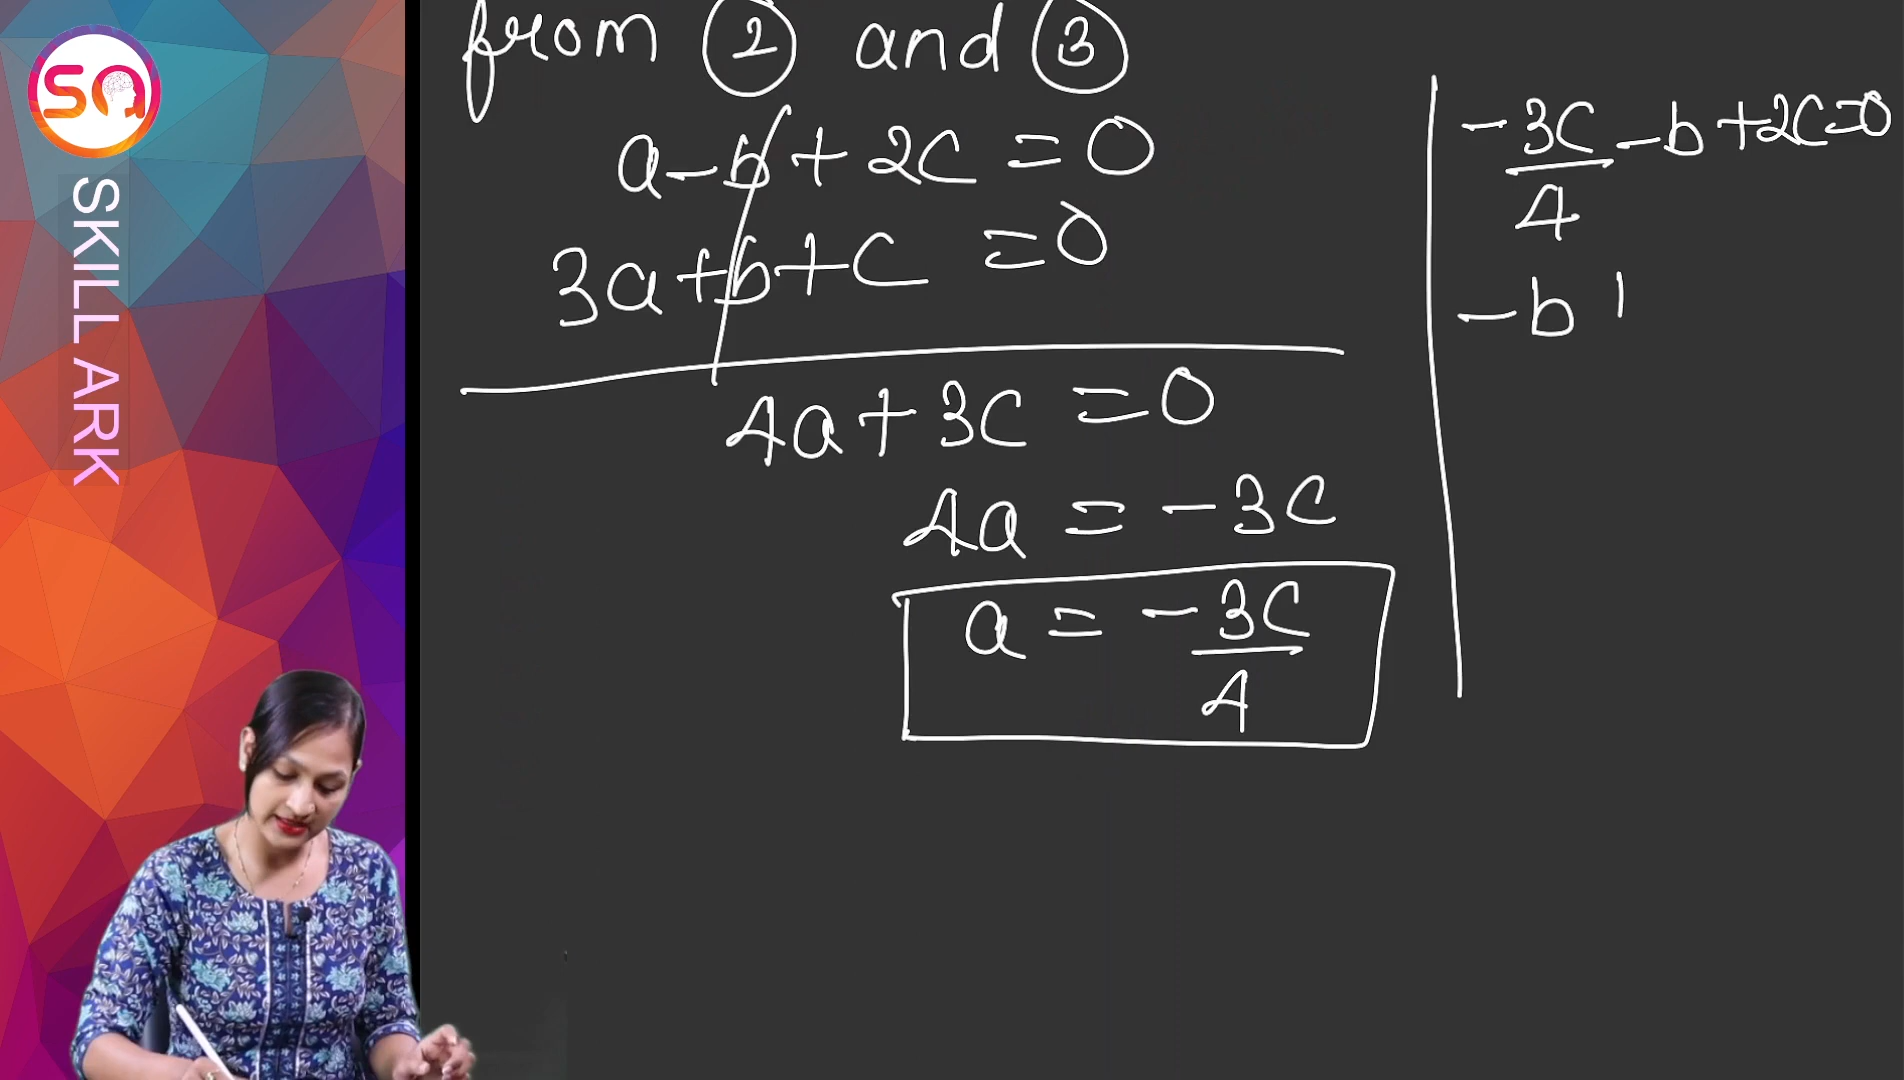 SKILL ARK
from ② and ③
a - b + 2c = 0
3a + b + c = 0
4a + 3c = 0
4a = -3c
a = -3c/4
-3c/4 - b + 2c = 0
-b